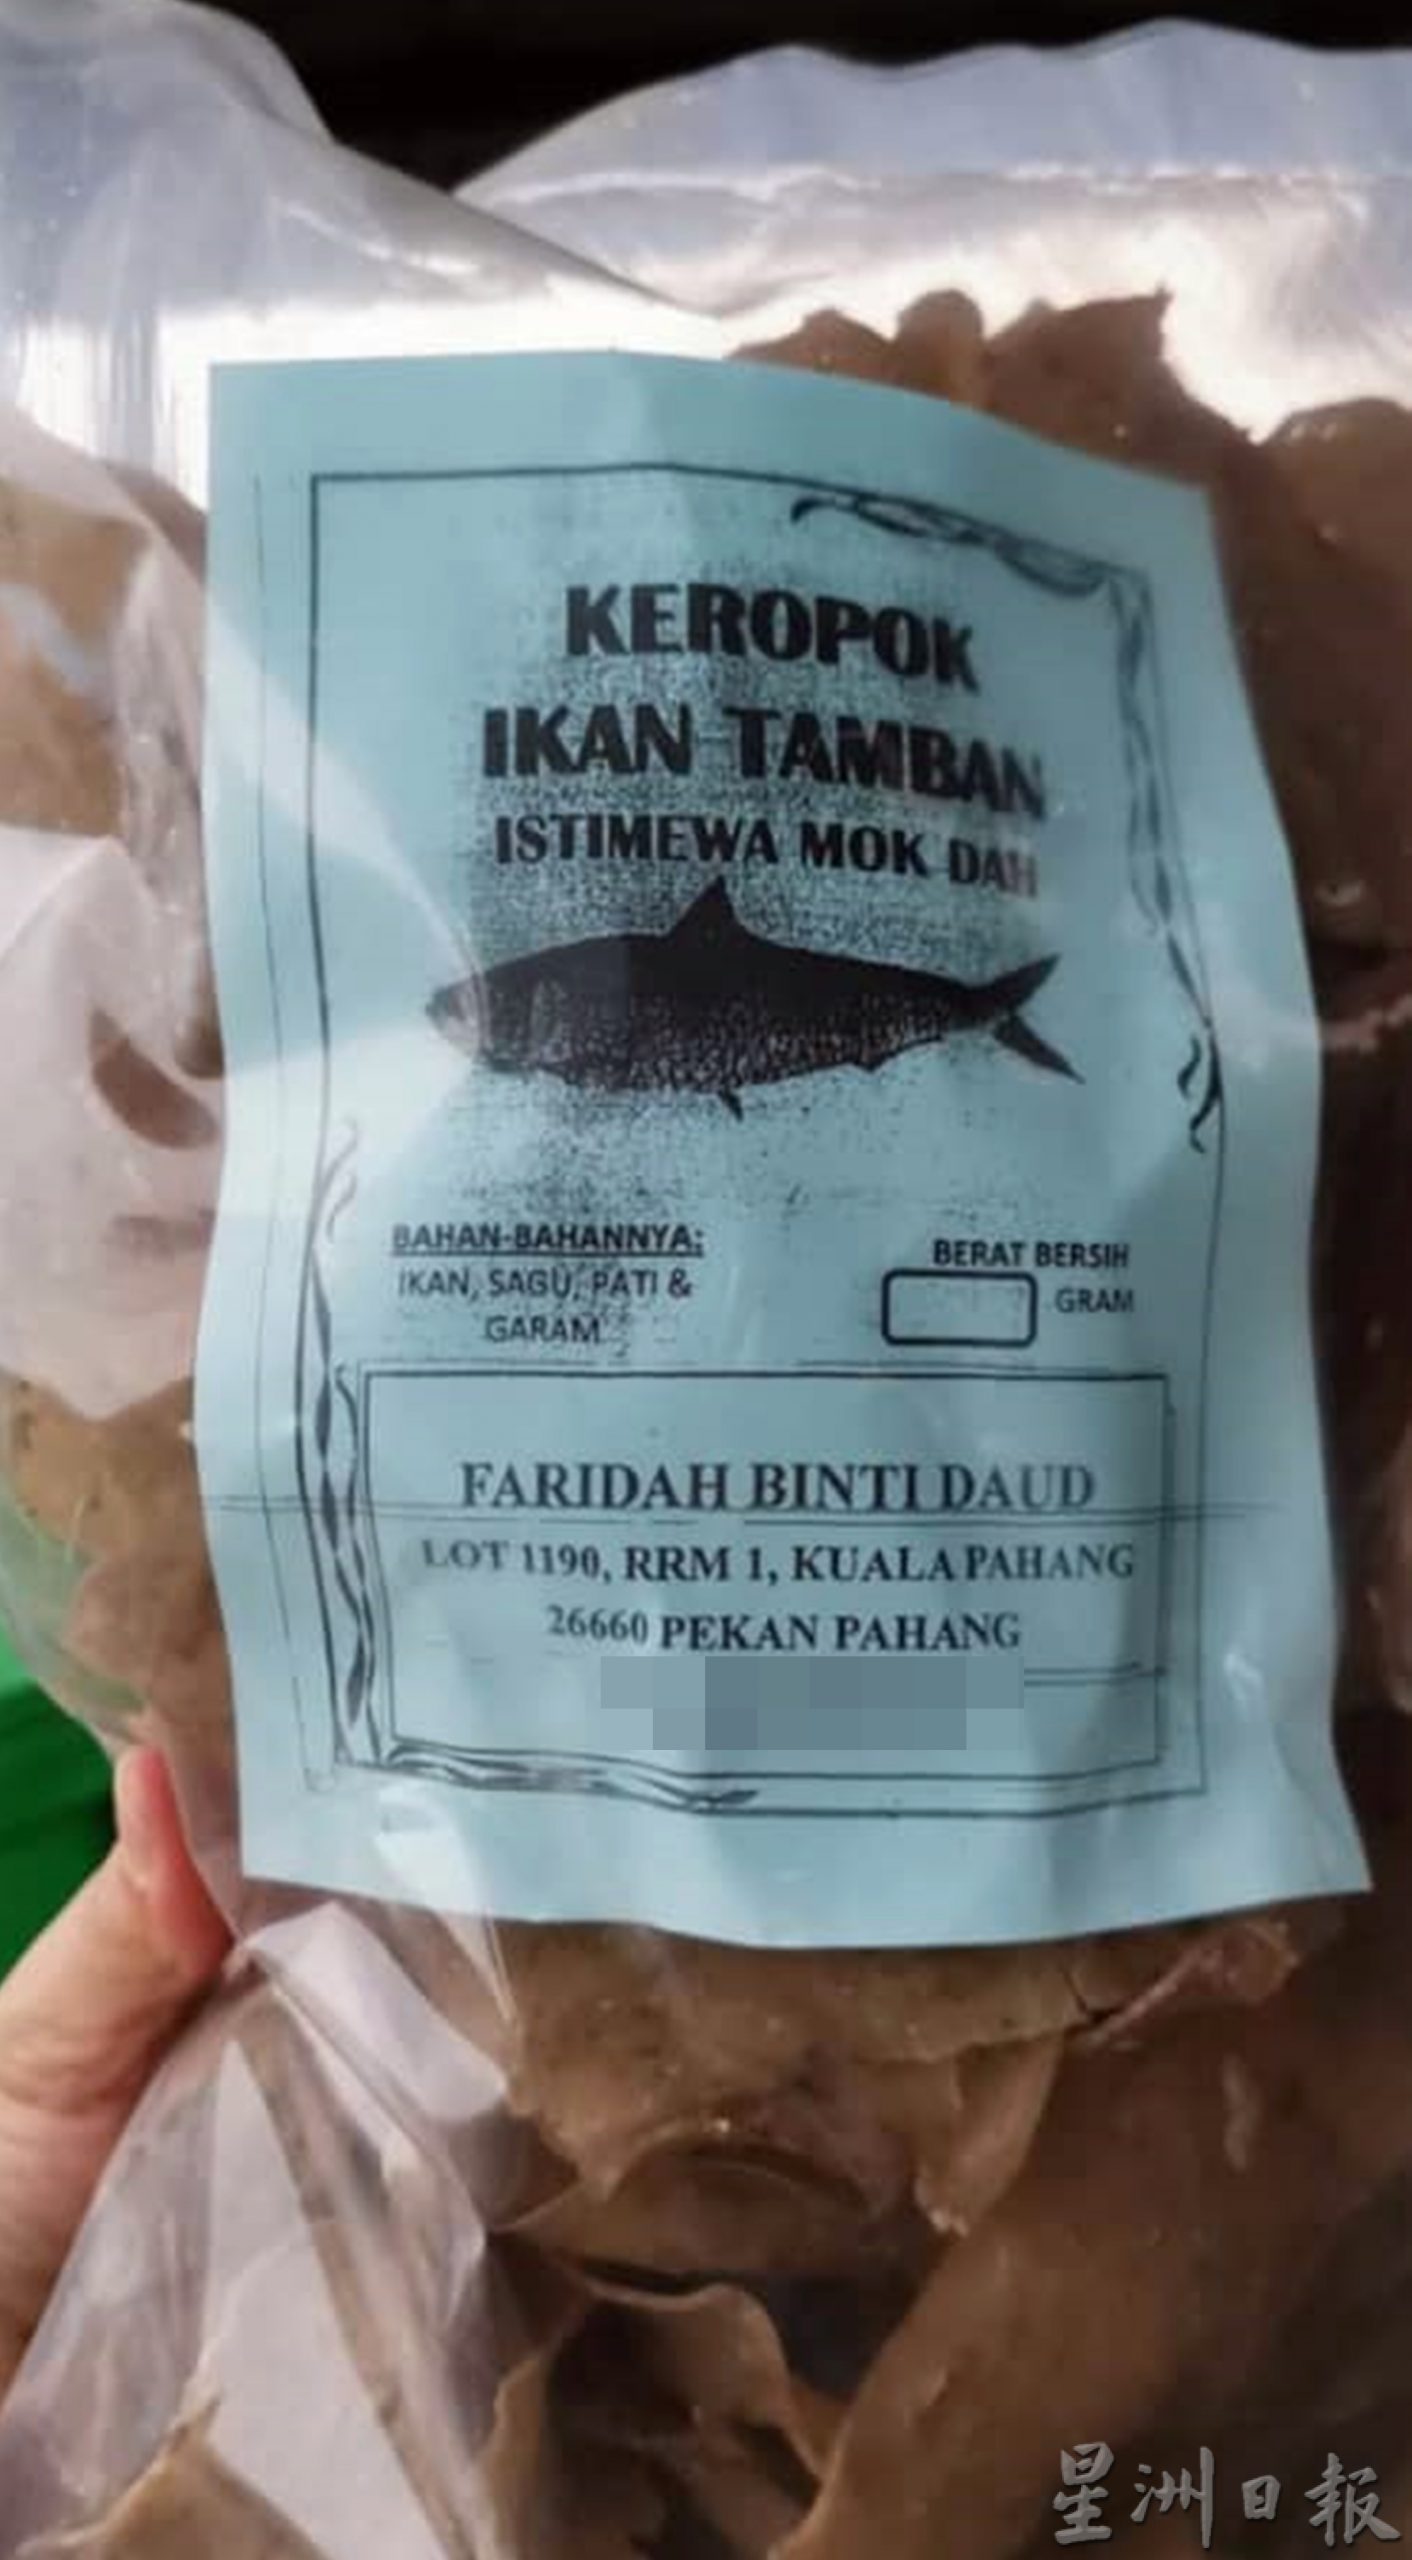 KEROPOK
IKAN TAMBAN
ISTIMEWA MOK DAH
BAHAN-BAHANNYA:
IKAN, SAGU, PATI &
GARAM
BERAT BERSIH
GRAM
FARIDAH BINTI DAUD
LOT 1190, RRM 1, KUALA PAHANG
26660 PEKAN PAHANG
星洲日报